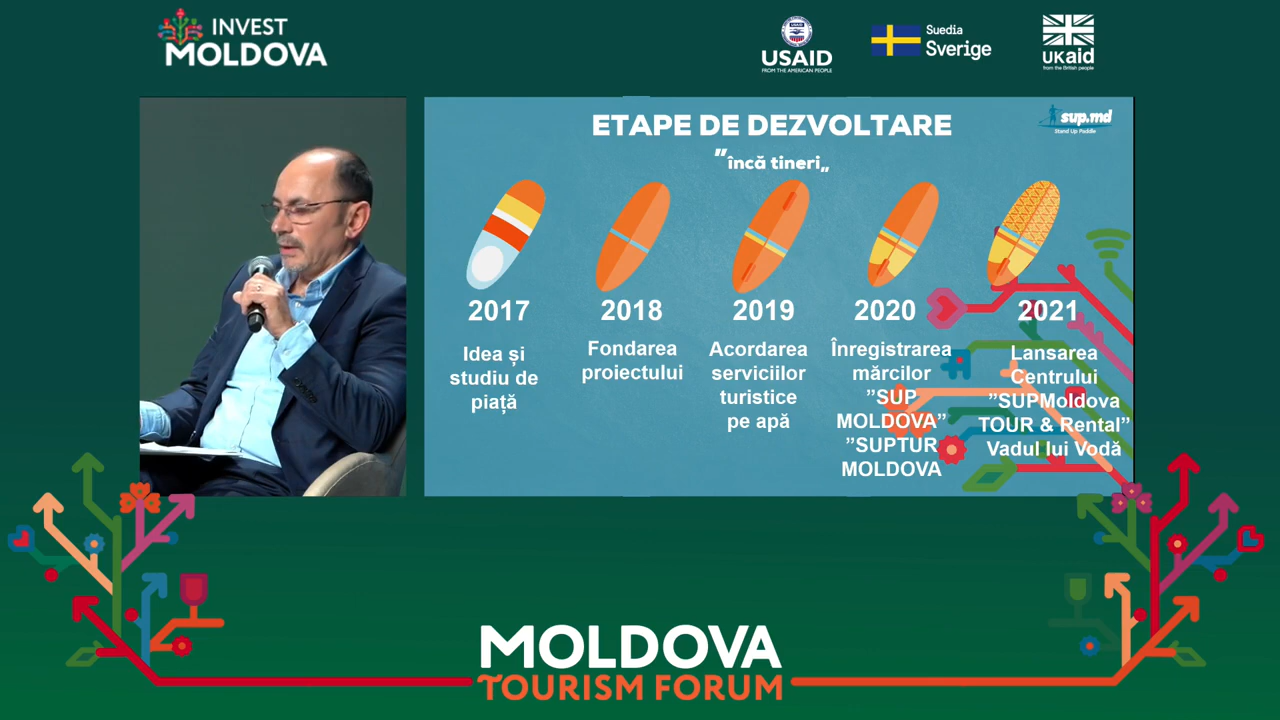 INVEST
MOLDOVA
USAID
FROM THE AMERICAN PEOPLE
Suedia
Sverige
UKaid
from the British people
ETAPE DE DEZVOLTARE
”încă tineri„
sup.md
Stand Up Paddle
2017
Idea și
studiu de
piață
2018
Fondarea
proiectului
2019
Acordarea
serviciilor
turistice
pe apă
2020
Înregistrarea
mărcilor
”SUP
MOLDOVA”
”SUPTUR
MOLDOVA
2021
Lansarea
Centrului
”SUPMoldova
TOUR & Rental”
Vadul lui Vodă
MOLDOVA
TOURISM FORUM